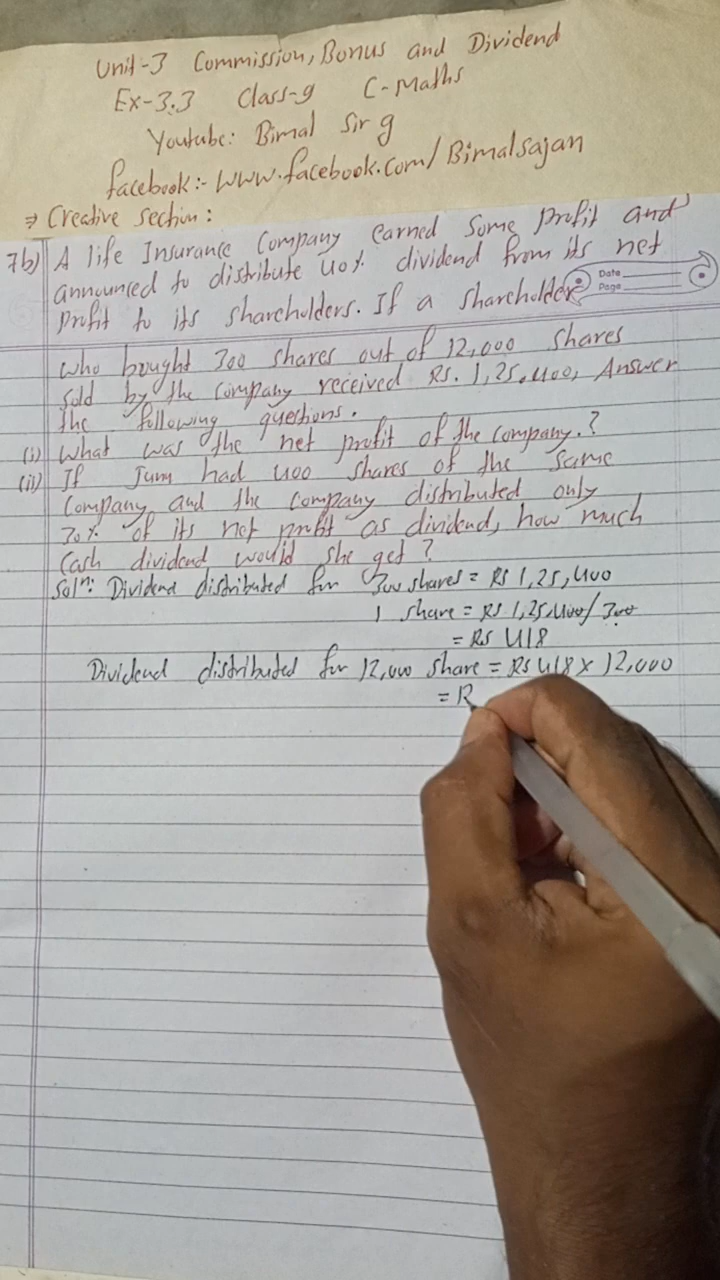 Unit-3 Commission, Bonus and Dividend
Ex-3.3 Class-9 C-Maths
Youtube: Bimal Sir g
facebook:- www.facebook.com/Bimalsajan
⇒ Creative section:
7b) A life Insurance Company earned some profit and
announced to distribute 40% dividend from its net
profit to its shareholders. If a shareholder
Date
Page
who bought 300 shares out of 12,000 shares
sold by the company received Rs. 1,25,400, Answer
the following questions.
(i) What was the net profit of the company.?
(ii) If Juny had 400 shares of the same
Company and the company distributed only
30% of its net profit as dividend, how much
Cash dividend would she get?
Solⁿ: Dividend distributed for 300 shares = Rs 1,25,400
1 share = Rs 1,25,400/300
= Rs 418
Dividend distributed for 12,000 share = Rs 418 × 12,000
= R